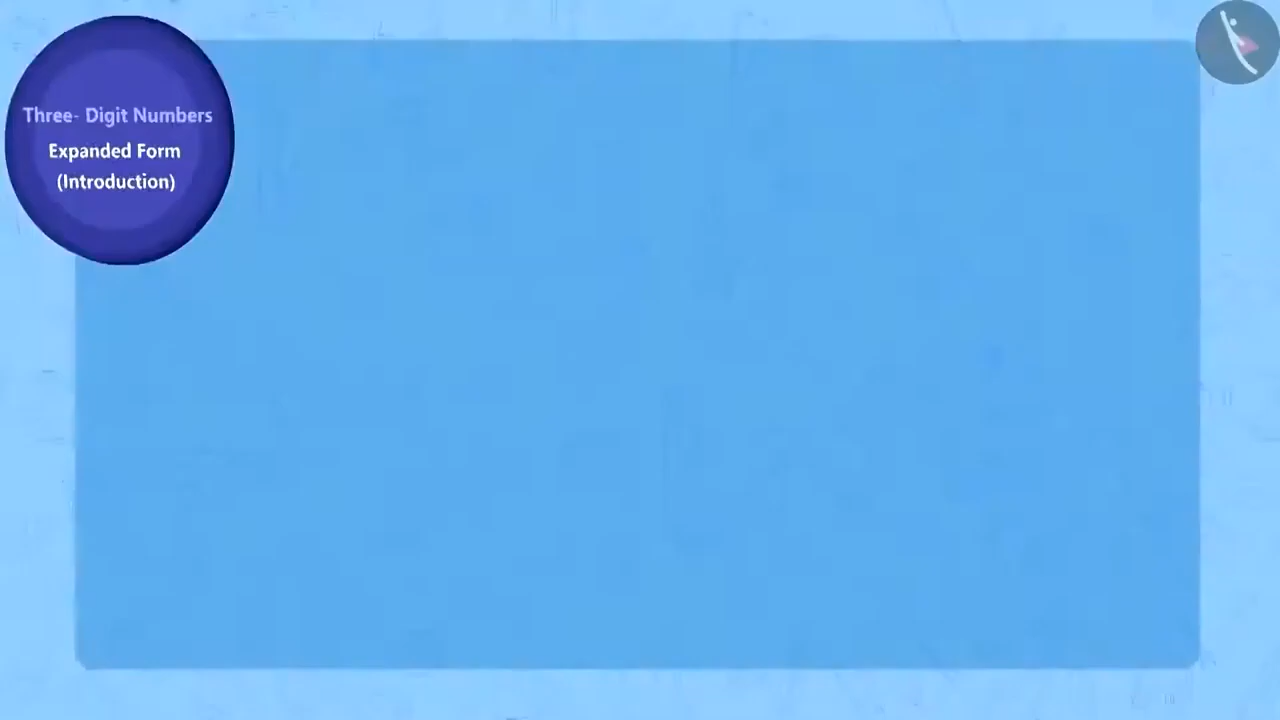 Three- Digit Numbers
Expanded Form
(Introduction)